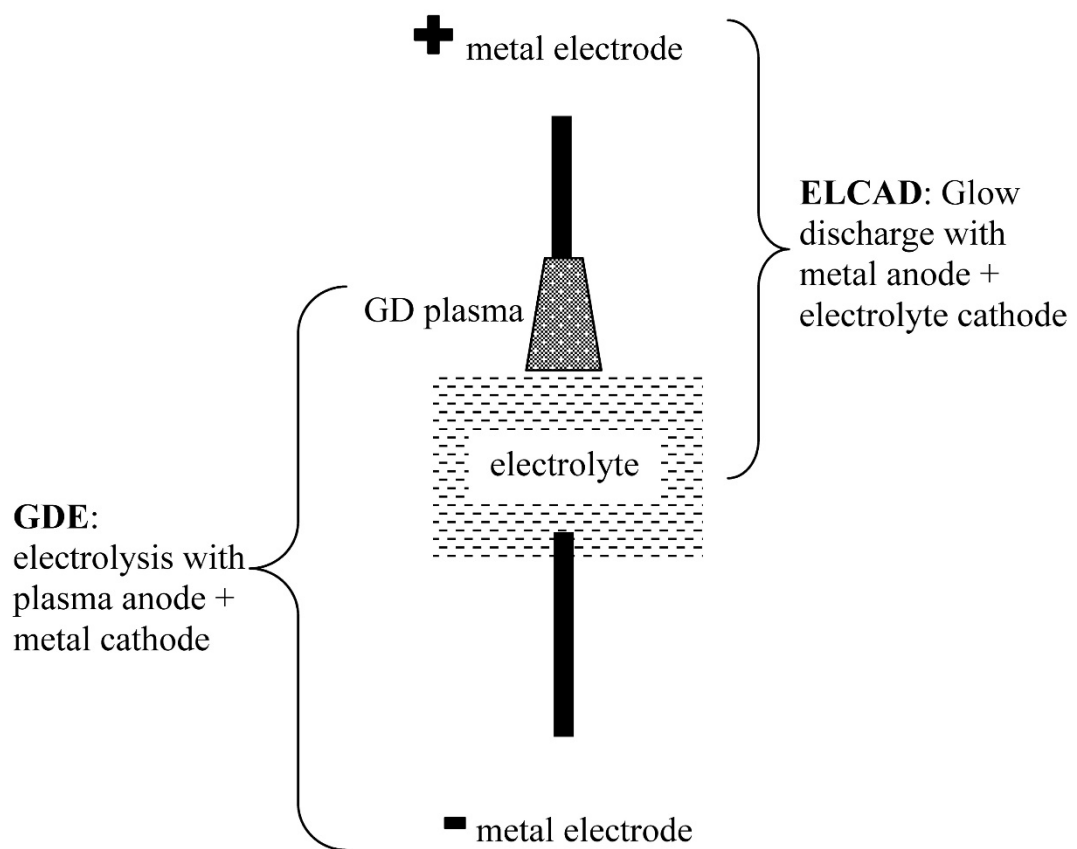 + metal electrode
ELCAD: Glow
discharge with
metal anode +
electrolyte cathode
GD plasma
electrolyte
GDE:
electrolysis with
plasma anode +
metal cathode
- metal electrode